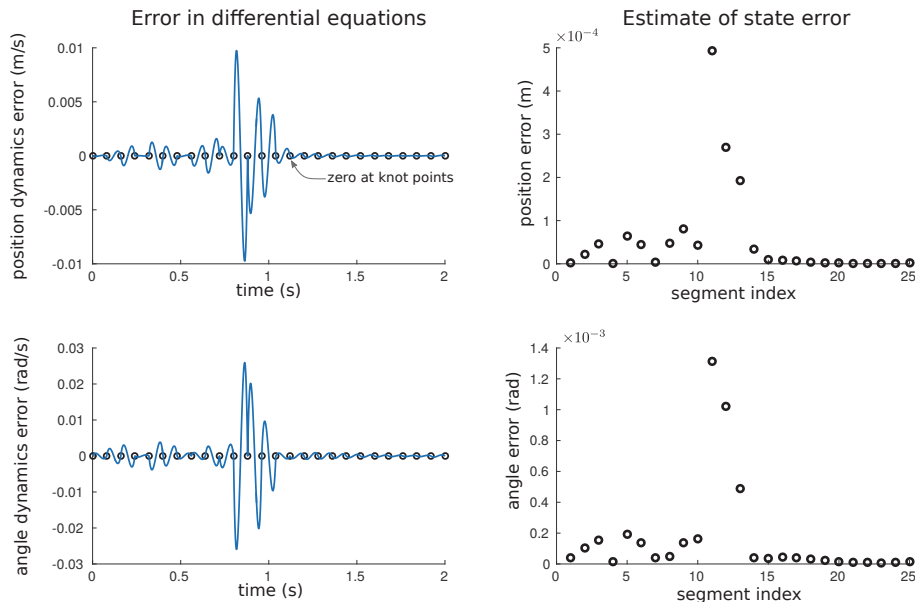 Error in differential equations
Estimate of state error
position dynamics error (m/s)
0.01
0.005
0
-0.005
-0.01
zero at knot points
0 0.5 1 1.5 2
time (s)
×10⁻⁴
position error (m)
5
4
3
2
1
0
0 5 10 15 20 25
segment index
angle dynamics error (rad/s)
0.03
0.02
0.01
0
-0.01
-0.02
-0.03
0 0.5 1 1.5 2
time (s)
×10⁻³
angle error (rad)
1.4
1.2
1
0.8
0.6
0.4
0.2
0
0 5 10 15 20 25
segment index